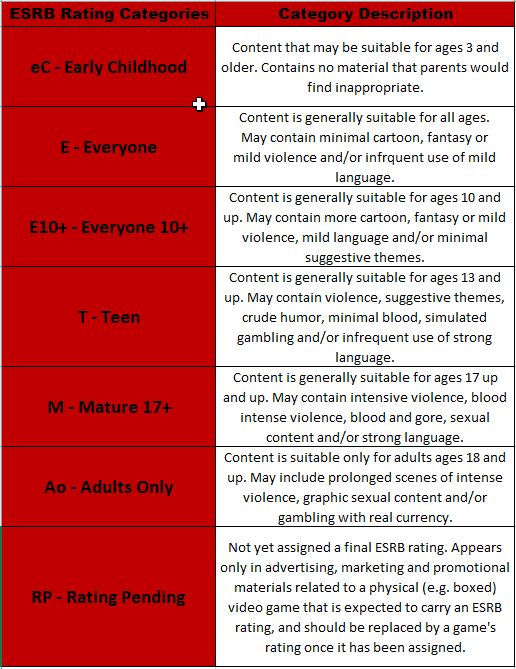 ESRB Rating Categories
Category Description
eC - Early Childhood
Content that may be suitable for ages 3 and
older. Contains no material that parents would
find inappropriate.
E - Everyone
Content is generally suitable for all ages.
May contain minimal cartoon, fantasy or
mild violence and/or infrquent use of mild
language.
E10+ - Everyone 10+
Content is generally suitable for ages 10 and
up. May contain more cartoon, fantasy or mild
violence, mild language and/or minimal
suggestive themes.
T - Teen
Content is generally suitable for ages 13 and
up. May contain violence, suggestive themes,
crude humor, minimal blood, simulated
gambling and/or infrequent use of strong
language.
M - Mature 17+
Content is generally suitable for ages 17 up
and up. May contain intensive violence, blood
intense violence, blood and gore, sexual
content and/or strong language.
Ao - Adults Only
Content is suitable only for adults ages 18 and
up. May include prolonged scenes of intense
violence, graphic sexual content and/or
gambling with real currency.
RP - Rating Pending
Not yet assigned a final ESRB rating. Appears
only in advertising, marketing and promotional
materials related to a physical (e.g. boxed)
video game that is expected to carry an ESRB
rating, and should be replaced by a game's
rating once it has been assigned.